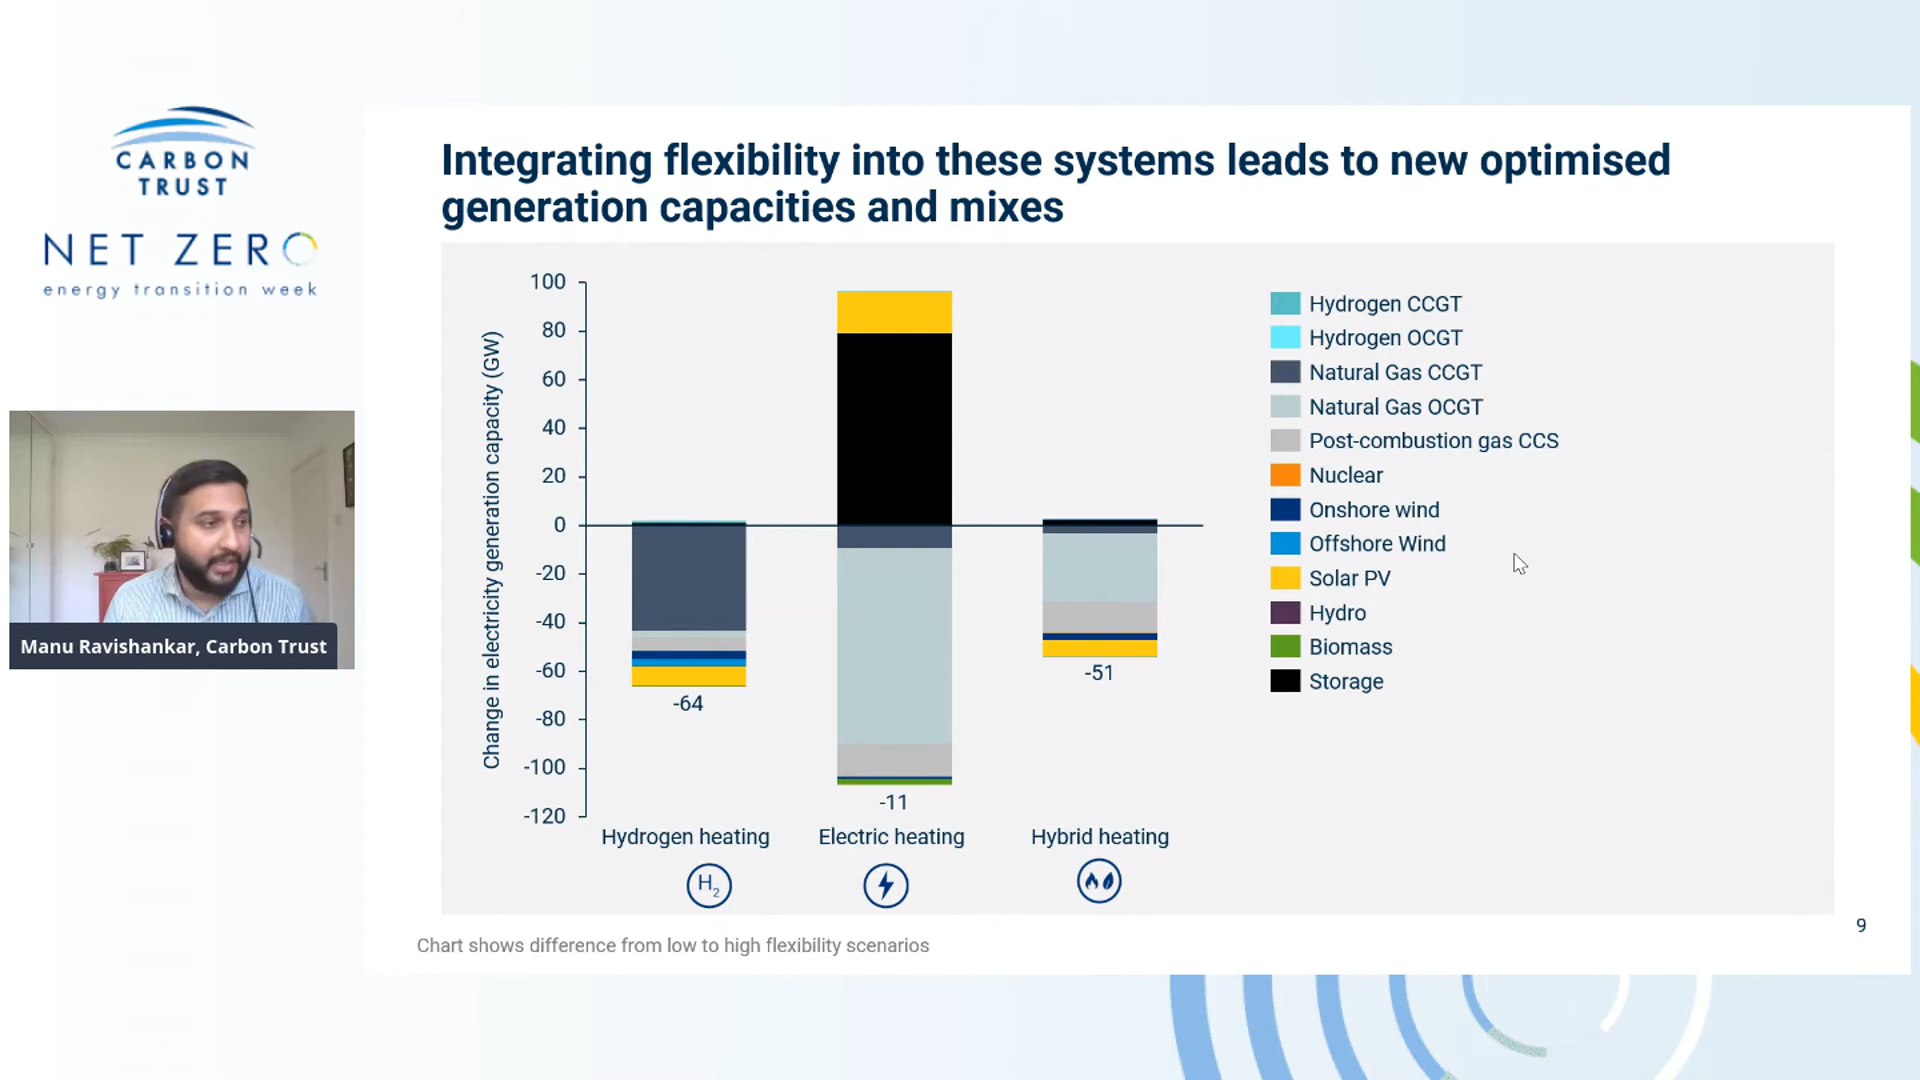 CARBON
TRUST
NET ZERO
energy transition week
Manu Ravishankar, Carbon Trust
Integrating flexibility into these systems leads to new optimised
generation capacities and mixes
Change in electricity generation capacity (GW)
100
80
60
40
20
0
-20
-40
-60
-80
-100
-120
-64
-11
-51
Hydrogen heating
Electric heating
Hybrid heating
H2
Hydrogen CCGT
Hydrogen OCGT
Natural Gas CCGT
Natural Gas OCGT
Post-combustion gas CCS
Nuclear
Onshore wind
Offshore Wind
Solar PV
Hydro
Biomass
Storage
Chart shows difference from low to high flexibility scenarios
9